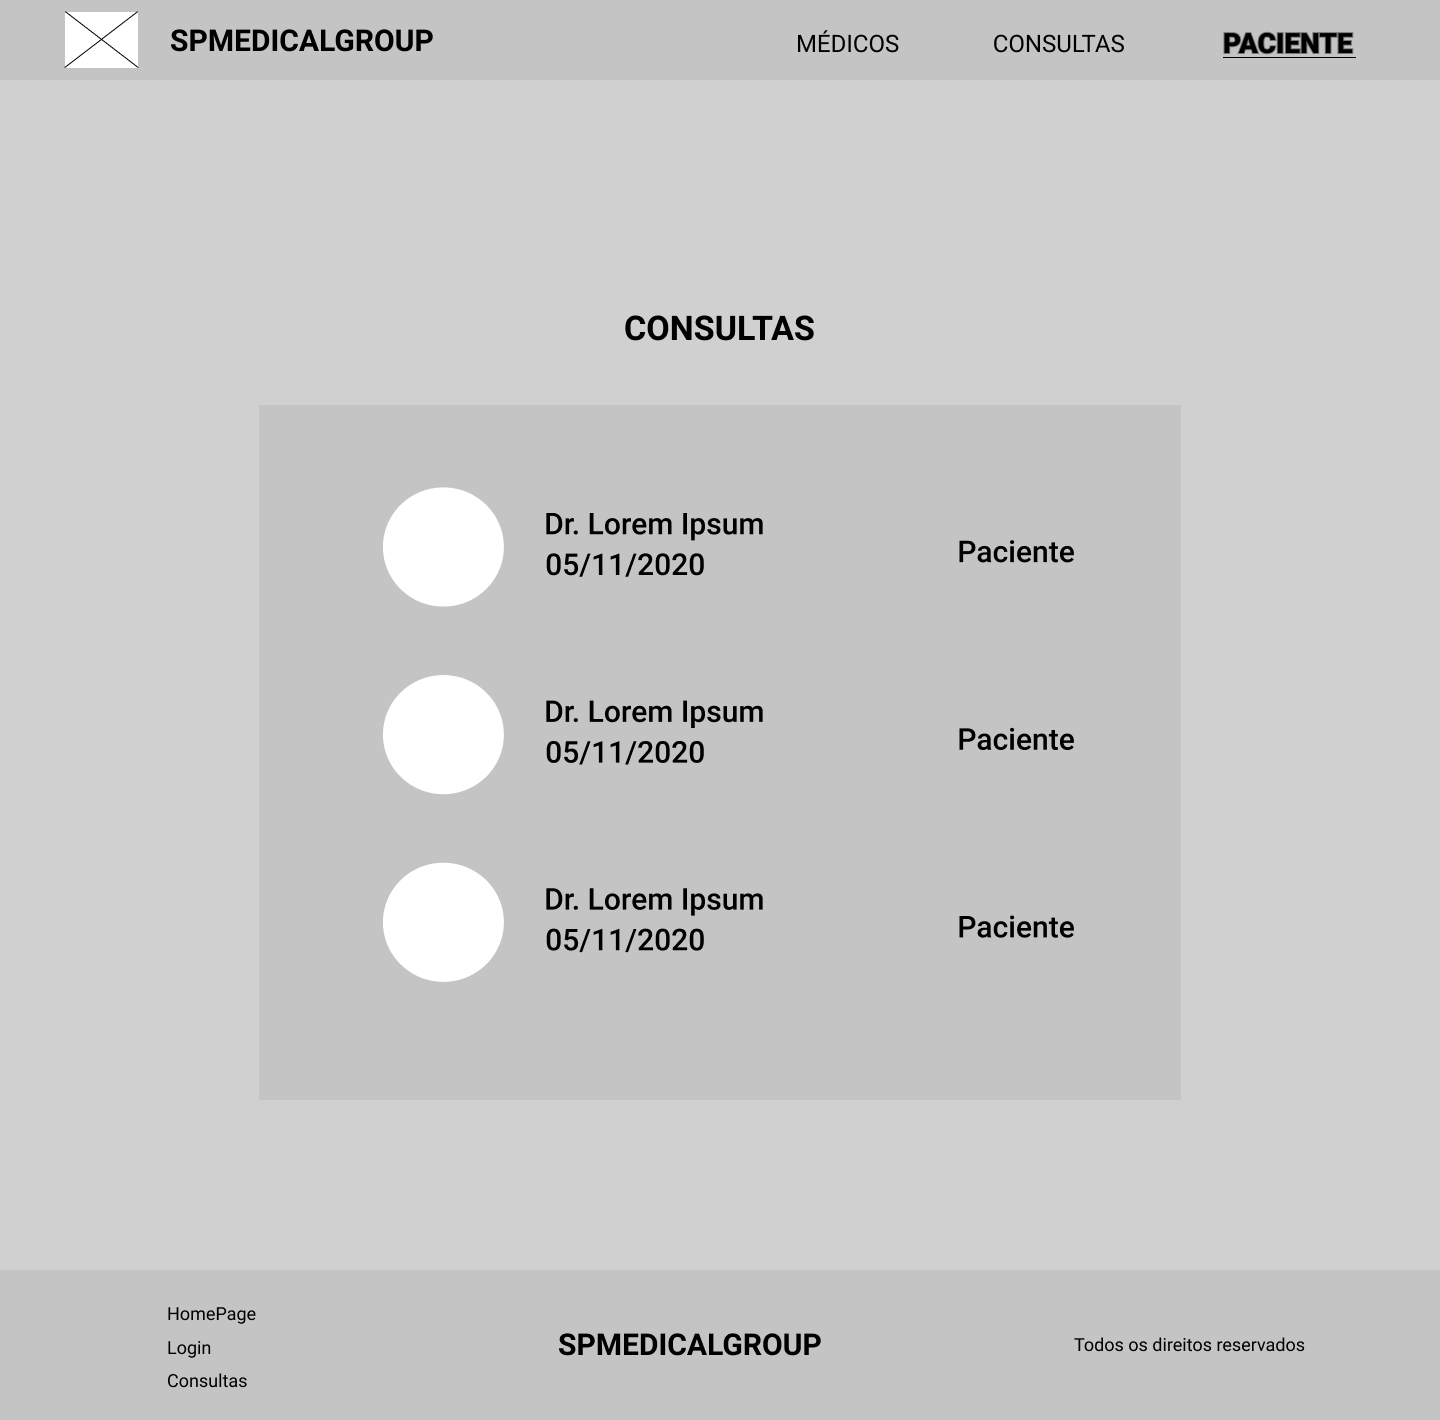 SPMEDICALGROUP
MÉDICOS
CONSULTAS
PACIENTE
CONSULTAS
Dr. Lorem Ipsum
05/11/2020
Paciente
Dr. Lorem Ipsum
05/11/2020
Paciente
Dr. Lorem Ipsum
05/11/2020
Paciente
HomePage
Login
Consultas
SPMEDICALGROUP
Todos os direitos reservados